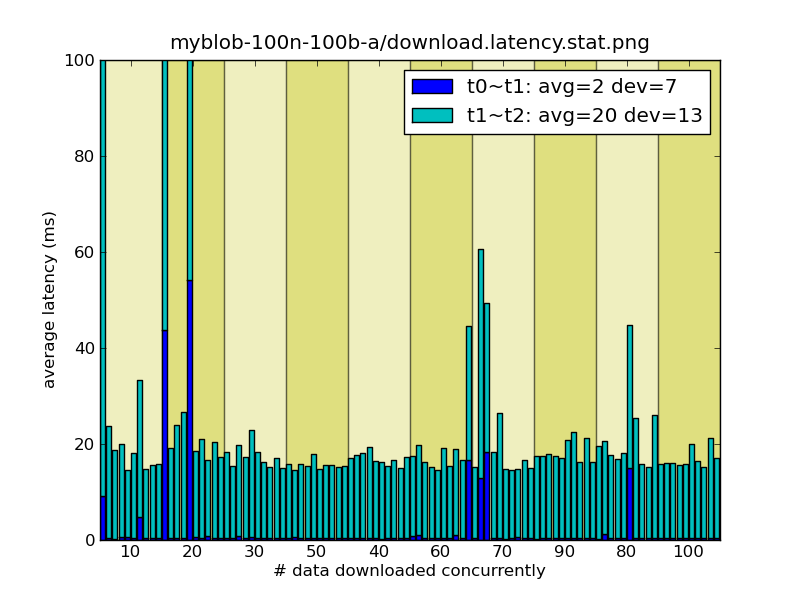 myblob-100n-100b-a/download.latency.stat.png
t0~t1: avg=2 dev=7
t1~t2: avg=20 dev=13
average latency (ms)
100
80
60
40
20
0
10 20 30 50 40 60 70 90 80 100
# data downloaded concurrently